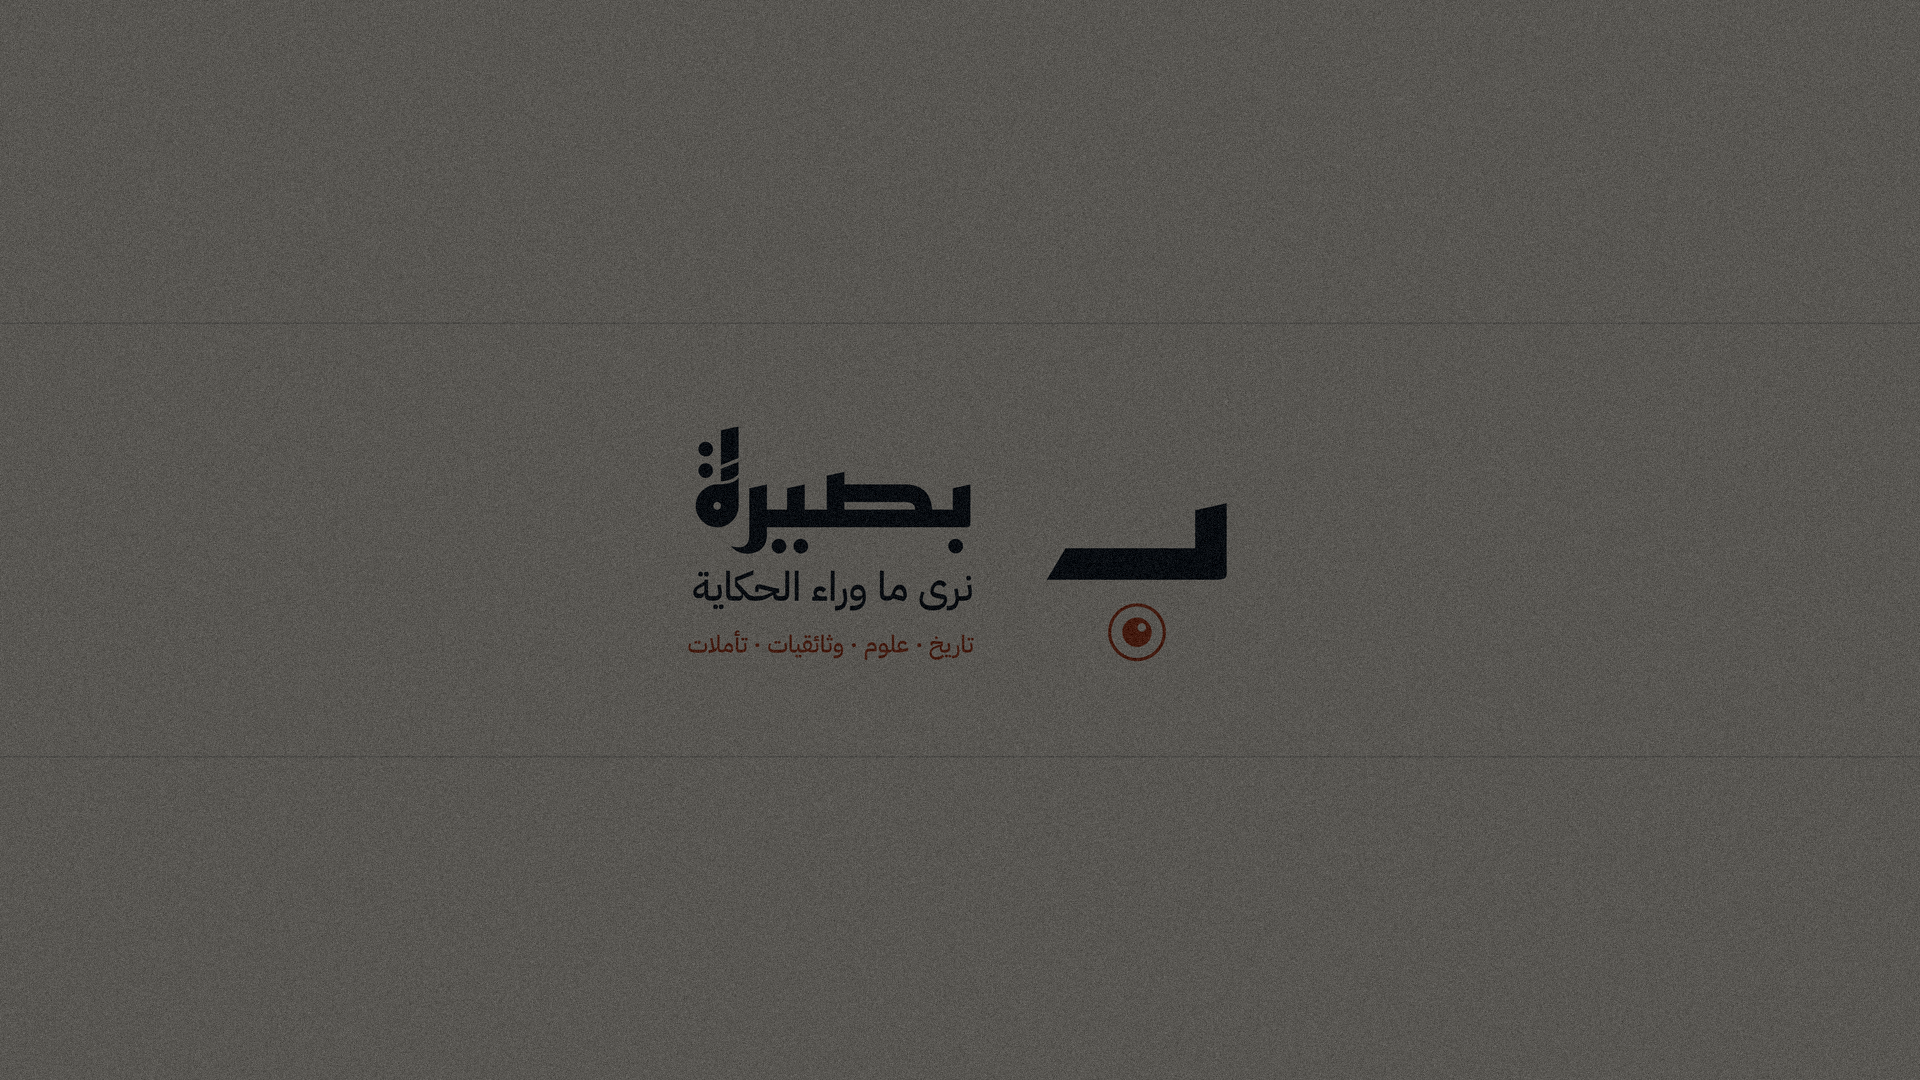 بصيرة
نرى ما وراء الحكاية
تاريخ · علوم · وثائقيات · تأملات